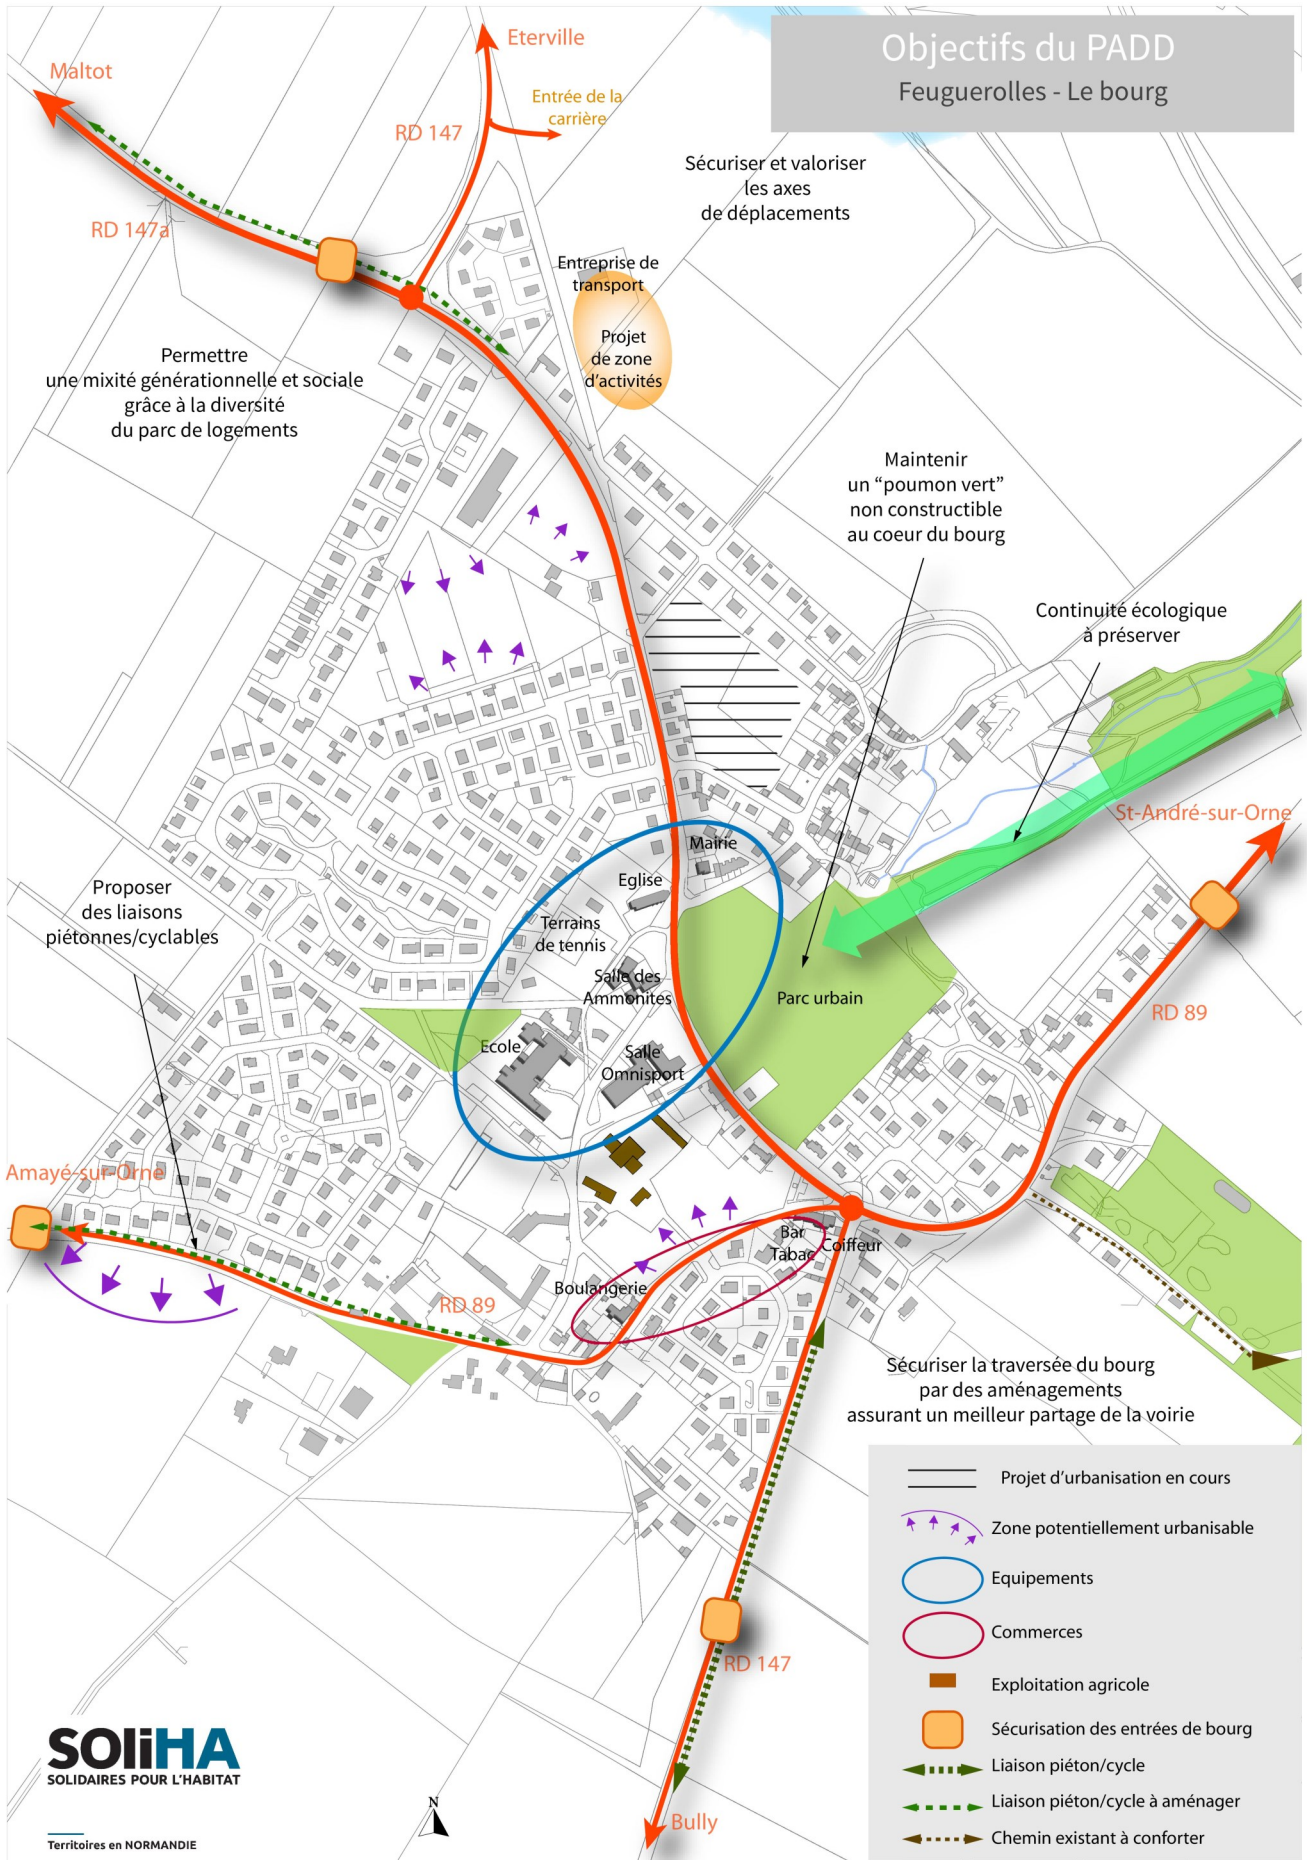 Objectifs du PADD
Feuguerolles - Le bourg
Eterville
Maltot
Entrée de la
carrière
RD 147
RD 147a
Sécuriser et valoriser
les axes
de déplacements
Entreprise de
transport
Projet
de zone
d'activités
Permettre
une mixité générationnelle et sociale
grâce à la diversité
du parc de logements
Maintenir
un "poumon vert"
non constructible
au coeur du bourg
Continuité écologique
à préserver
St-André-sur-Orne
Mairie
Eglise
Terrains
de tennis
Salle des
Ammonites
Parc urbain
Proposer
des liaisons
piétonnes/cyclables
RD 89
Ecole
Salle
Omnisport
Amayé-sur-Orne
Bar
Tabac
Coiffeur
Boulangerie
RD 89
Sécuriser la traversée du bourg
par des aménagements
assurant un meilleur partage de la voirie
RD 147
Bully
Projet d'urbanisation en cours
Zone potentiellement urbanisable
Equipements
Commerces
Exploitation agricole
Sécurisation des entrées de bourg
Liaison piéton/cycle
Liaison piéton/cycle à aménager
Chemin existant à conforter
SOliHA
SOLIDAIRES POUR L'HABITAT
Territoires en NORMANDIE
N